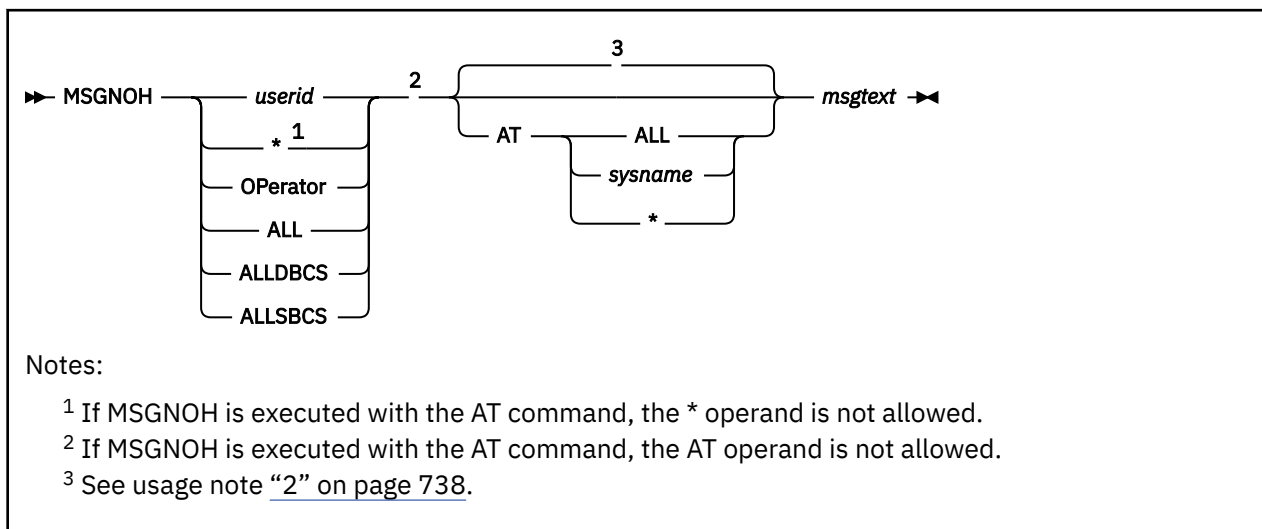 3
MSGNOH userid 2 msgtext
* 1 AT ALL
OPerator sysname
ALL *
ALLDBCS
ALLSBCS
Notes:
1 If MSGNOH is executed with the AT command, the * operand is not allowed.
2 If MSGNOH is executed with the AT command, the AT operand is not allowed.
3 See usage note “2” on page 738.